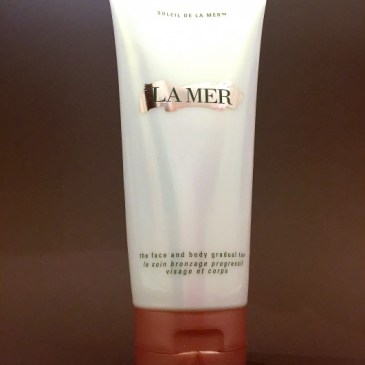 SOLEIL DE LA MER™
LA MER
the face and body gradual tan
le soin bronzage progressif
visage et corps